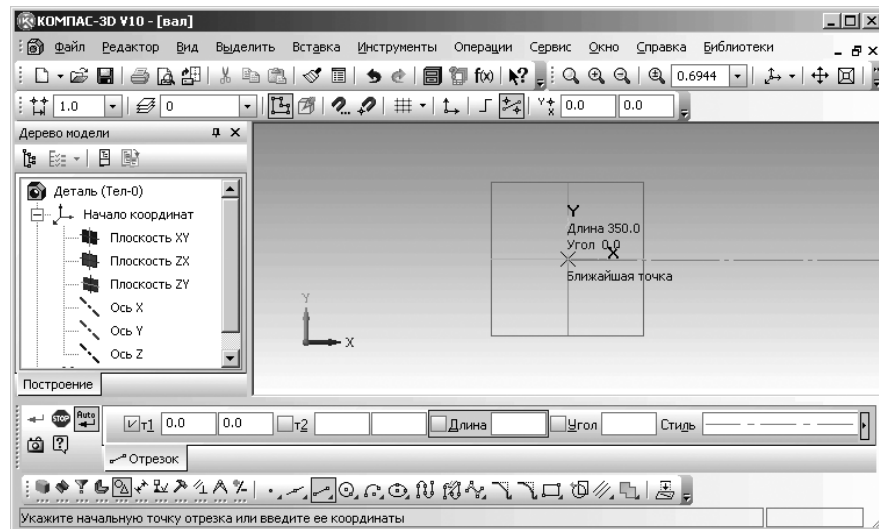 КОМПАС-3D V10 - [вал]
Файл Редактор Вид Выделить Вставка Инструменты Операции Сервис Окно Справка Библиотеки
f(x) 0.6944
1.0 0 0.0 0.0
Дерево модели
Деталь (Тел-0)
Начало координат
Плоскость XY
Плоскость ZX
Плоскость ZY
Ось X
Ось Y
Ось Z
Построение
Y
Длина 350.0
Угол 0.0
X
Ближайшая точка
Y
X
STOP Auto т1 0.0 0.0 т2 Длина Угол Стиль
Отрезок
Укажите начальную точку отрезка или введите ее координаты